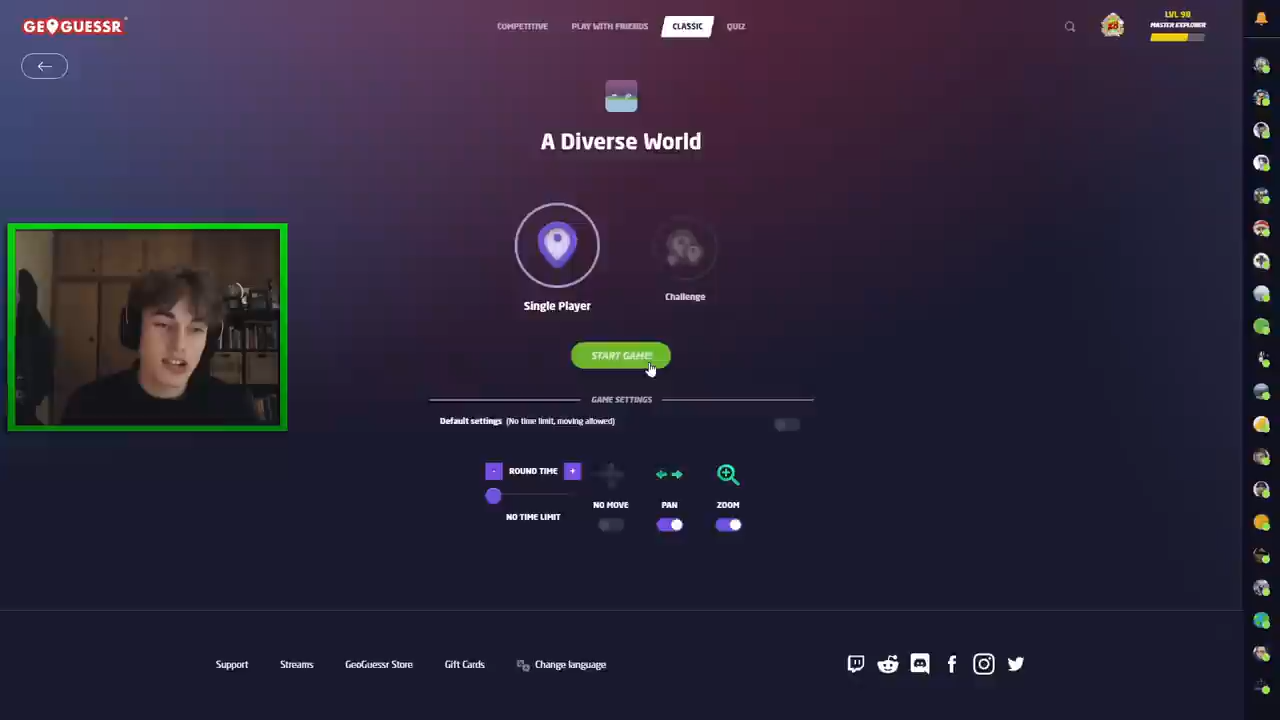 GEOGUESSR
COMPETITIVE PLAY WITH FRIENDS CLASSIC QUIZ
LVL 98
MASTER EXPLORER
A Diverse World
Single Player
Challenge
START GAME
GAME SETTINGS
Default settings (No time limit, moving allowed)
- ROUND TIME +
NO TIME LIMIT
NO MOVE
PAN
ZOOM
Support Streams GeoGuessr Store Gift Cards Change language